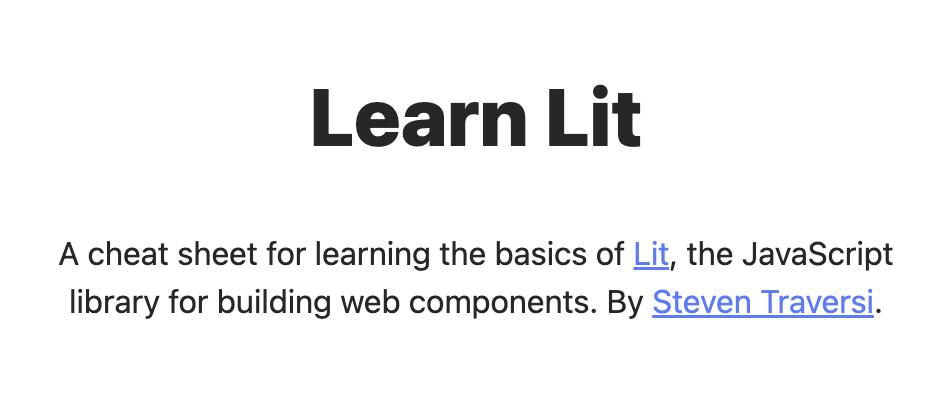 Learn Lit
A cheat sheet for learning the basics of Lit, the JavaScript
library for building web components. By Steven Traversi.